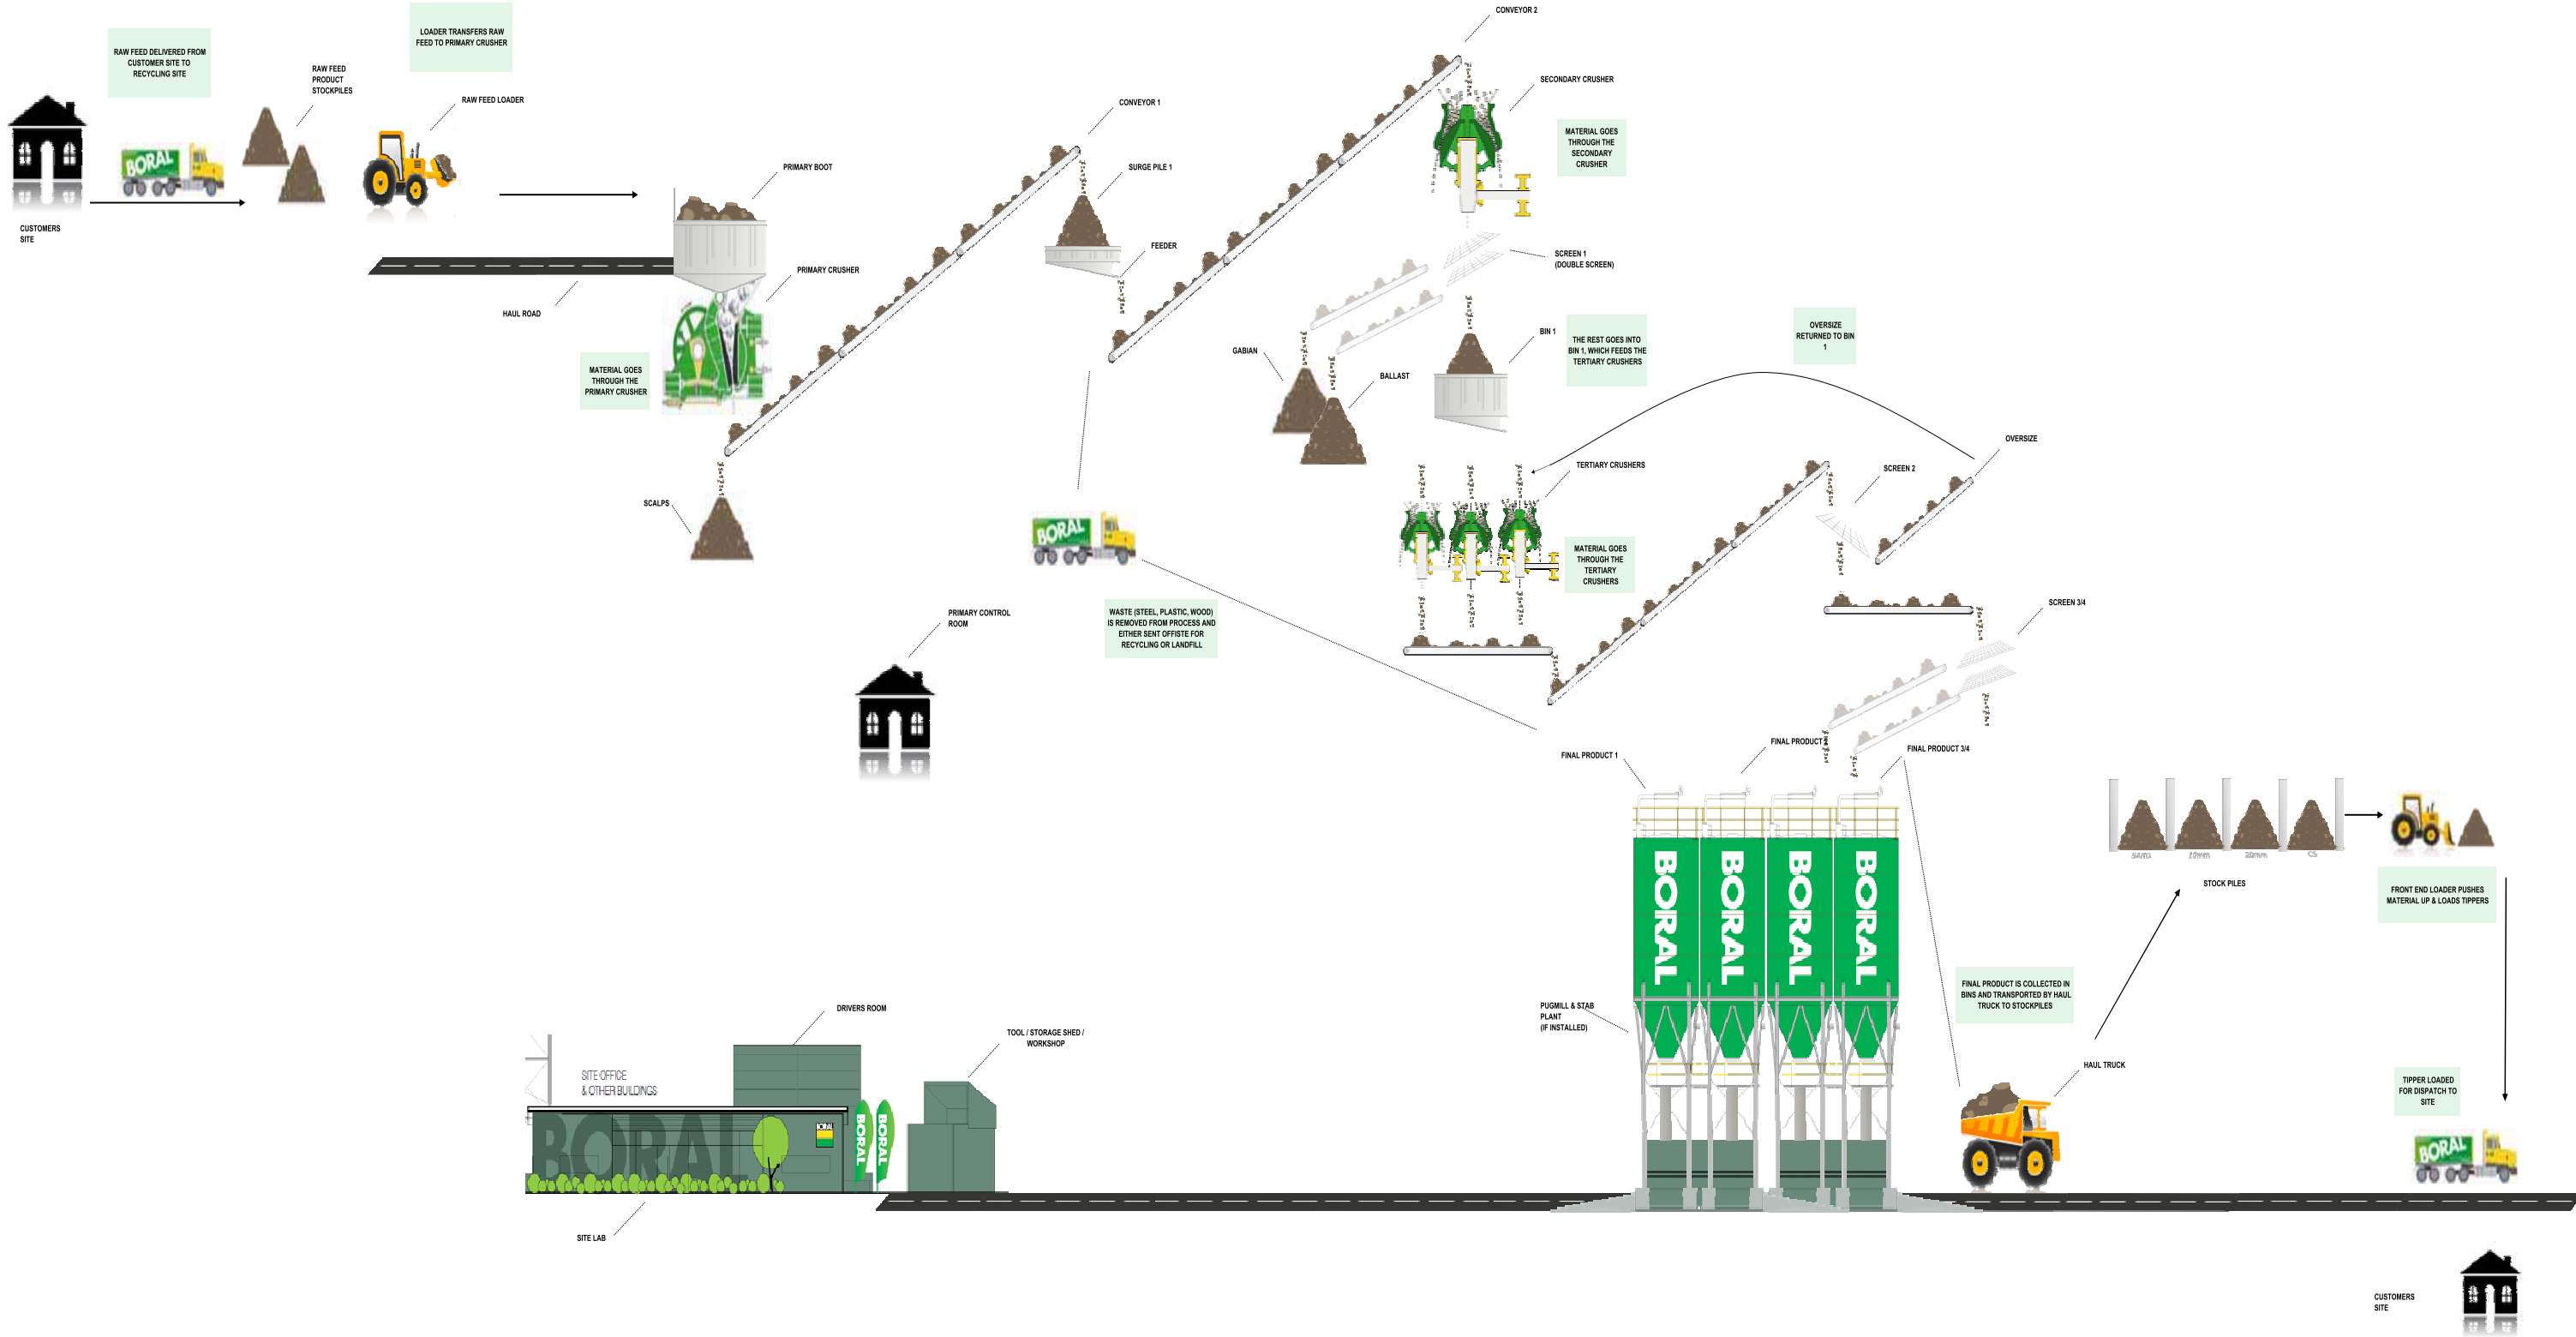 CONVEYOR 2
LOADER TRANSFERS RAW
FEED TO PRIMARY CRUSHER
RAW FEED DELIVERED FROM
CUSTOMER SITE TO
RECYCLING SITE
RAW FEED
PRODUCT
STOCKPILES
RAW FEED LOADER
BORAL
CUSTOMERS
SITE
CONVEYOR 1
SECONDARY CRUSHER
MATERIAL GOES
THROUGH THE
SECONDARY
CRUSHER
PRIMARY BOOT
SURGE PILE 1
FEEDER
SCREEN 1
(DOUBLE SCREEN)
PRIMARY CRUSHER
HAUL ROAD
MATERIAL GOES
THROUGH THE
PRIMARY CRUSHER
GABIAN
BALLAST
BIN 1
THE REST GOES INTO
BIN 1, WHICH FEEDS THE
TERTIARY CRUSHERS
OVERSIZE
RETURNED TO BIN
1
OVERSIZE
SCREEN 2
TERTIARY CRUSHERS
SCALPS
BORAL
MATERIAL GOES
THROUGH THE
TERTIARY
CRUSHERS
PRIMARY CONTROL
ROOM
WASTE (STEEL, PLASTIC, WOOD)
IS REMOVED FROM PROCESS AND
EITHER SENT OFFISTE FOR
RECYCLING OR LANDFILL
SCREEN 3/4
FINAL PRODUCT 1
FINAL PRODUCT
FINAL PRODUCT 3/4
BORAL
BORAL
BORAL
BORAL
SAND
10mm
20mm
CS
STOCK PILES
FRONT END LOADER PUSHES
MATERIAL UP & LOADS TIPPERS
FINAL PRODUCT IS COLLECTED IN
BINS AND TRANSPORTED BY HAUL
TRUCK TO STOCKPILES
PUGMILL & STAB
PLANT
(IF INSTALLED)
DRIVERS ROOM
TOOL / STORAGE SHED /
WORKSHOP
SITE OFFICE
& OTHER BUILDINGS
BORAL
BORAL
BORAL
BORAL
SITE LAB
HAUL TRUCK
TIPPER LOADED
FOR DISPATCH TO
SITE
BORAL
CUSTOMERS
SITE